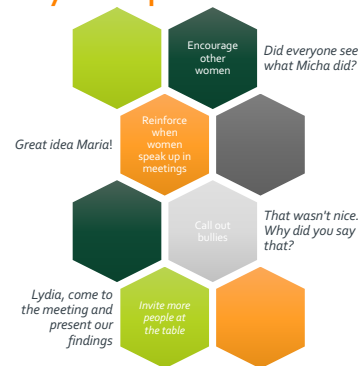 Encourage
other
women
Did everyone see
what Micha did?
Great idea Maria!
Reinforce
when
women
speak up in
meetings
Call out
bullies
That wasn't nice.
Why did you say
that?
Lydia, come to
the meeting and
present our
findings
Invite more
people at
the table